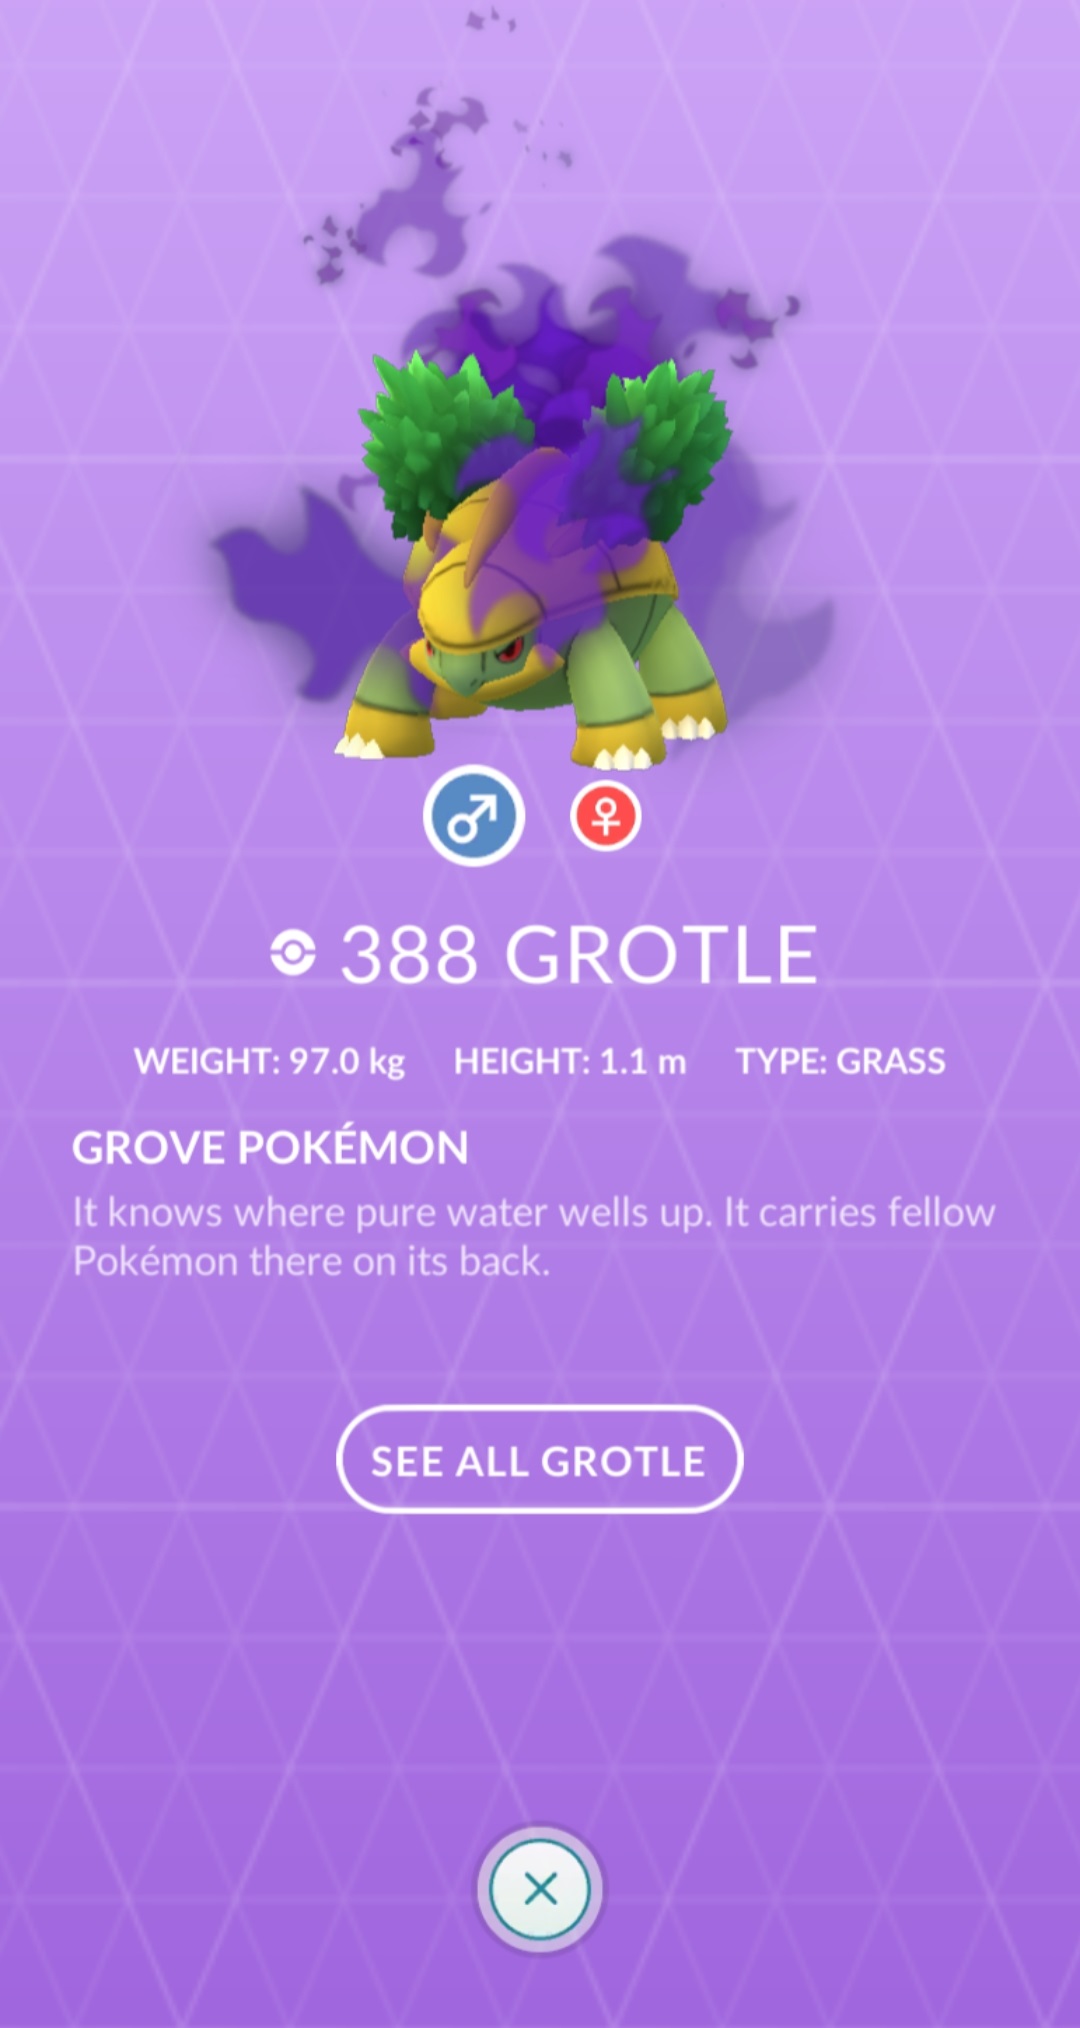 388 GROTLE
WEIGHT: 97.0 kg HEIGHT: 1.1 m TYPE: GRASS
GROVE POKÉMON
It knows where pure water wells up. It carries fellow
Pokémon there on its back.
SEE ALL GROTLE